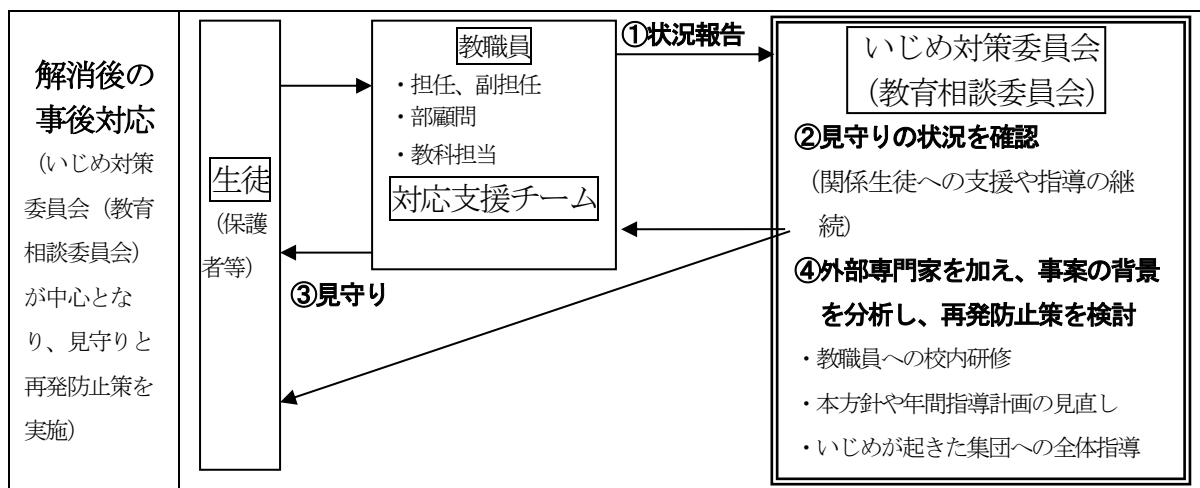 解消後の
事後対応
（いじめ対策
委員会（教育
相談委員会）
が中心とな
り、見守りと
再発防止策を
実施）
生徒
（保護
者等）
教職員
・担任、副担任
・部顧問
・教科担当
対応支援チーム
①状況報告
③見守り
いじめ対策委員会
（教育相談委員会）
②見守りの状況を確認
（関係生徒への支援や指導の継
続）
④外部専門家を加え、事案の背景
を分析し、再発防止策を検討
・教職員への校内研修
・本方針や年間指導計画の見直し
・いじめが起きた集団への全体指導